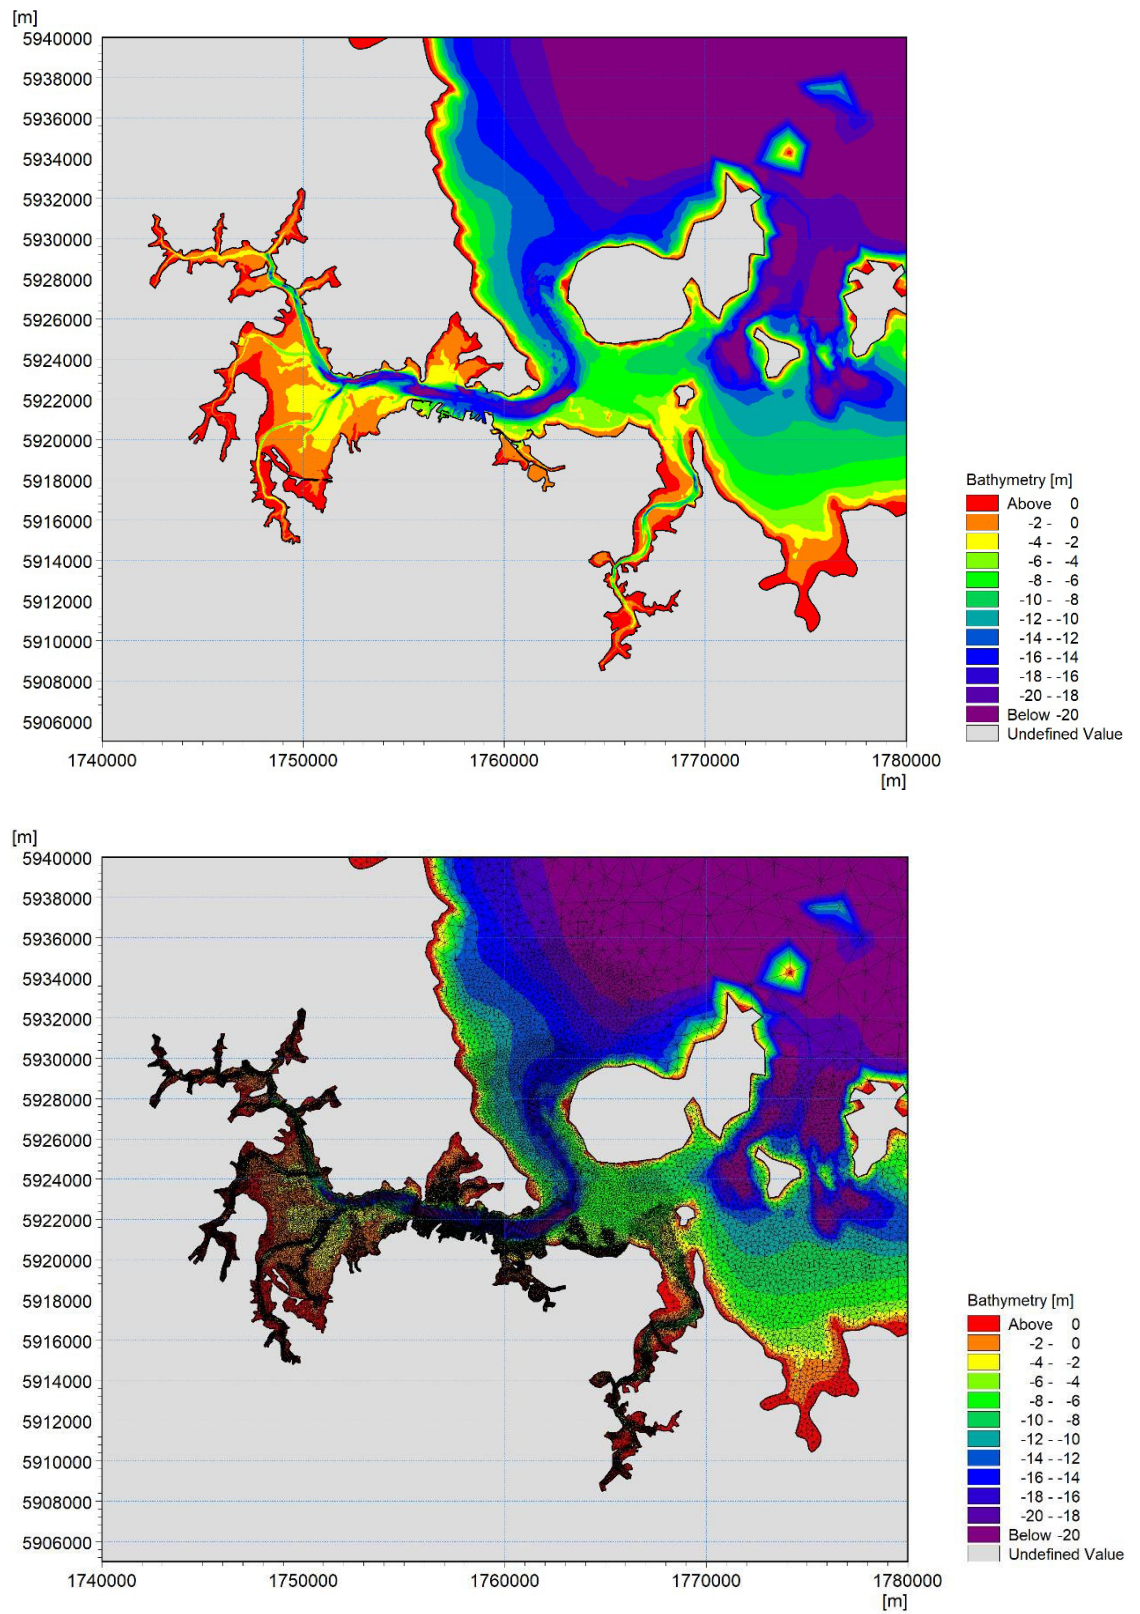 [m]
5940000
5938000
5936000
5934000
5932000
5930000
5928000
5926000
5924000
5922000
5920000
5918000
5916000
5914000
5912000
5910000
5908000
5906000
1740000 1750000 1760000 1770000 1780000
[m]
Bathymetry [m]
Above 0
-2 - 0
-4 - -2
-6 - -4
-8 - -6
-10 - -8
-12 - -10
-14 - -12
-16 - -14
-18 - -16
-20 - -18
Below -20
Undefined Value
[m]
5940000
5938000
5936000
5934000
5932000
5930000
5928000
5926000
5924000
5922000
5920000
5918000
5916000
5914000
5912000
5910000
5908000
5906000
1740000 1750000 1760000 1770000 1780000
[m]
Bathymetry [m]
Above 0
-2 - 0
-4 - -2
-6 - -4
-8 - -6
-10 - -8
-12 - -10
-14 - -12
-16 - -14
-18 - -16
-20 - -18
Below -20
Undefined Value